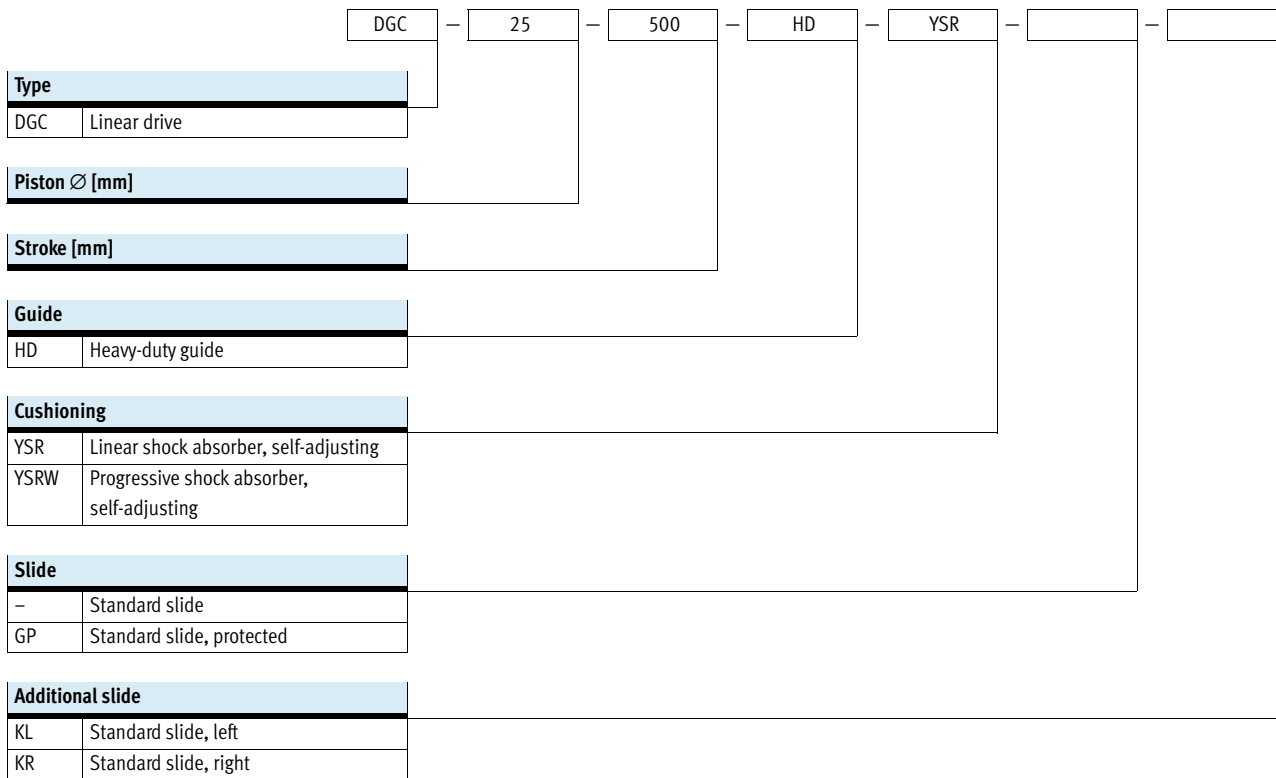 DGC – 25 – 500 – HD – YSR – –
Type
DGC Linear drive
Piston ∅ [mm]
Stroke [mm]
Guide
HD Heavy-duty guide
Cushioning
YSR Linear shock absorber, self-adjusting
YSRW Progressive shock absorber,
self-adjusting
Slide
– Standard slide
GP Standard slide, protected
Additional slide
KL Standard slide, left
KR Standard slide, right